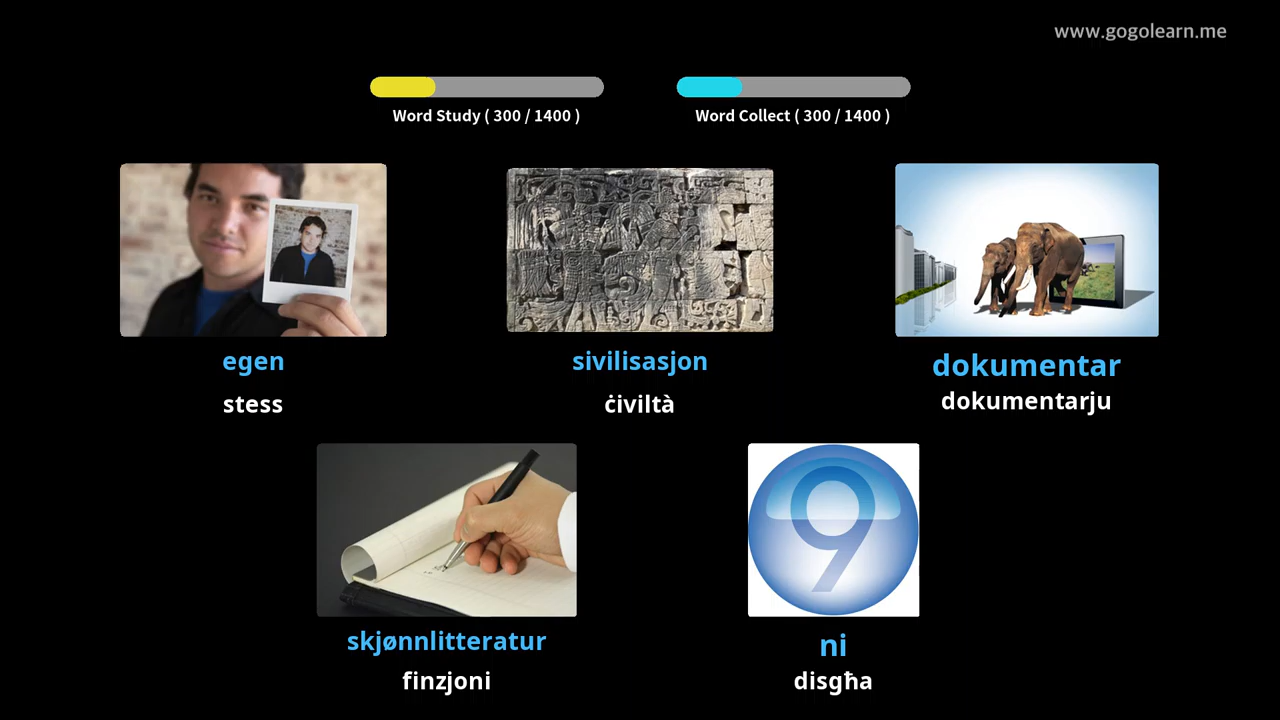 www.gogolearn.me
Word Study ( 300 / 1400 )
Word Collect ( 300 / 1400 )
egen
stess
sivilisasjon
ċiviltà
dokumentar
dokumentarju
skjønnlitteratur
finzjoni
9
ni
disgħa